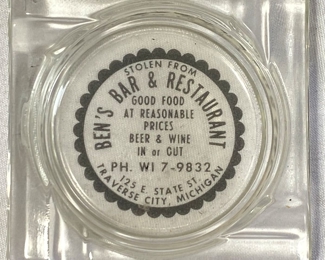 STOLEN FROM
BEN'S BAR & RESTAURANT
GOOD FOOD
AT REASONABLE
PRICES
BEER & WINE
IN or OUT
PH. WI 7-9832
125 E. STATE ST.
TRAVERSE CITY, MICHIGAN